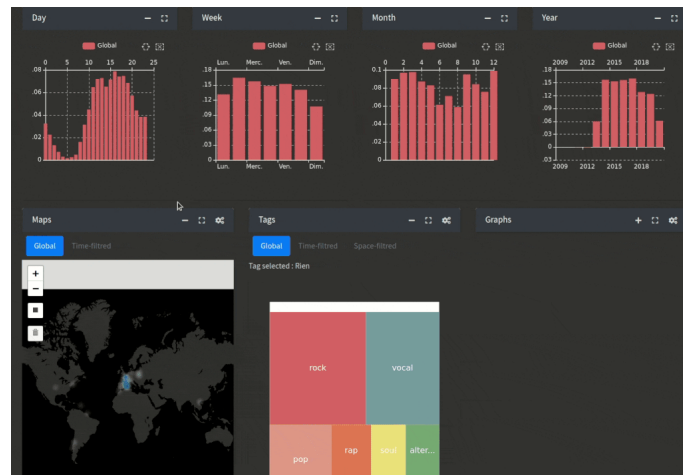 Day
Week
Month
Year
Global
Global
Global
Global
0 5 10 15 20 25
Lun. Merc. Ven. Dim.
0 2 4 6 8 10 12
2009 2012 2015 2018
.08
.06
.04
.02
0
.18
.15
.12
.09
.06
.03
0
0.1
.08
.06
.04
.02
0
.18
.15
.12
.09
.06
.03
0
.03
Lun. Merc. Ven. Dim.
2009 2012 2015 2018
Maps
Tags
Graphs
Global Time-filtred
Global Time-filtred Space-filtred
Tag selected : Rien
+
−
rock
vocal
pop
rap
soul
alter...